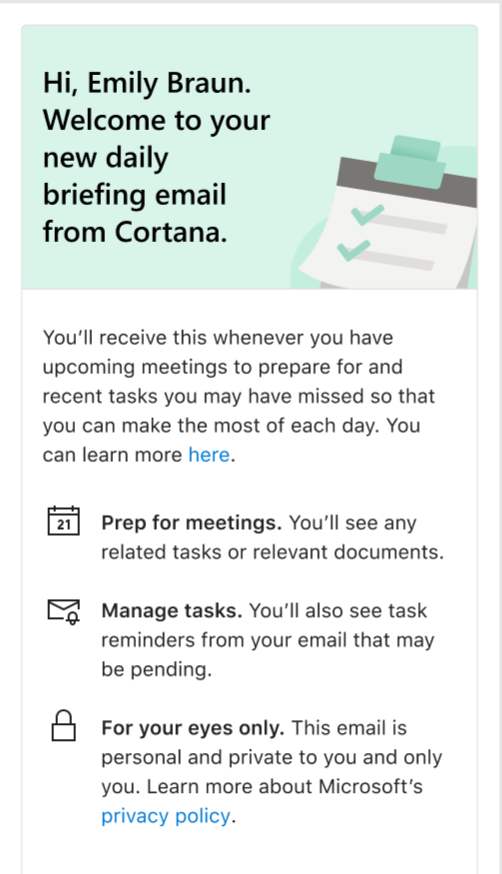 Hi, Emily Braun.
Welcome to your
new daily
briefing email
from Cortana.
You’ll receive this whenever you have
upcoming meetings to prepare for and
recent tasks you may have missed so that
you can make the most of each day. You
can learn more here.
21
Prep for meetings. You’ll see any
related tasks or relevant documents.
Manage tasks. You’ll also see task
reminders from your email that may
be pending.
For your eyes only. This email is
personal and private to you and only
you. Learn more about Microsoft’s
privacy policy.